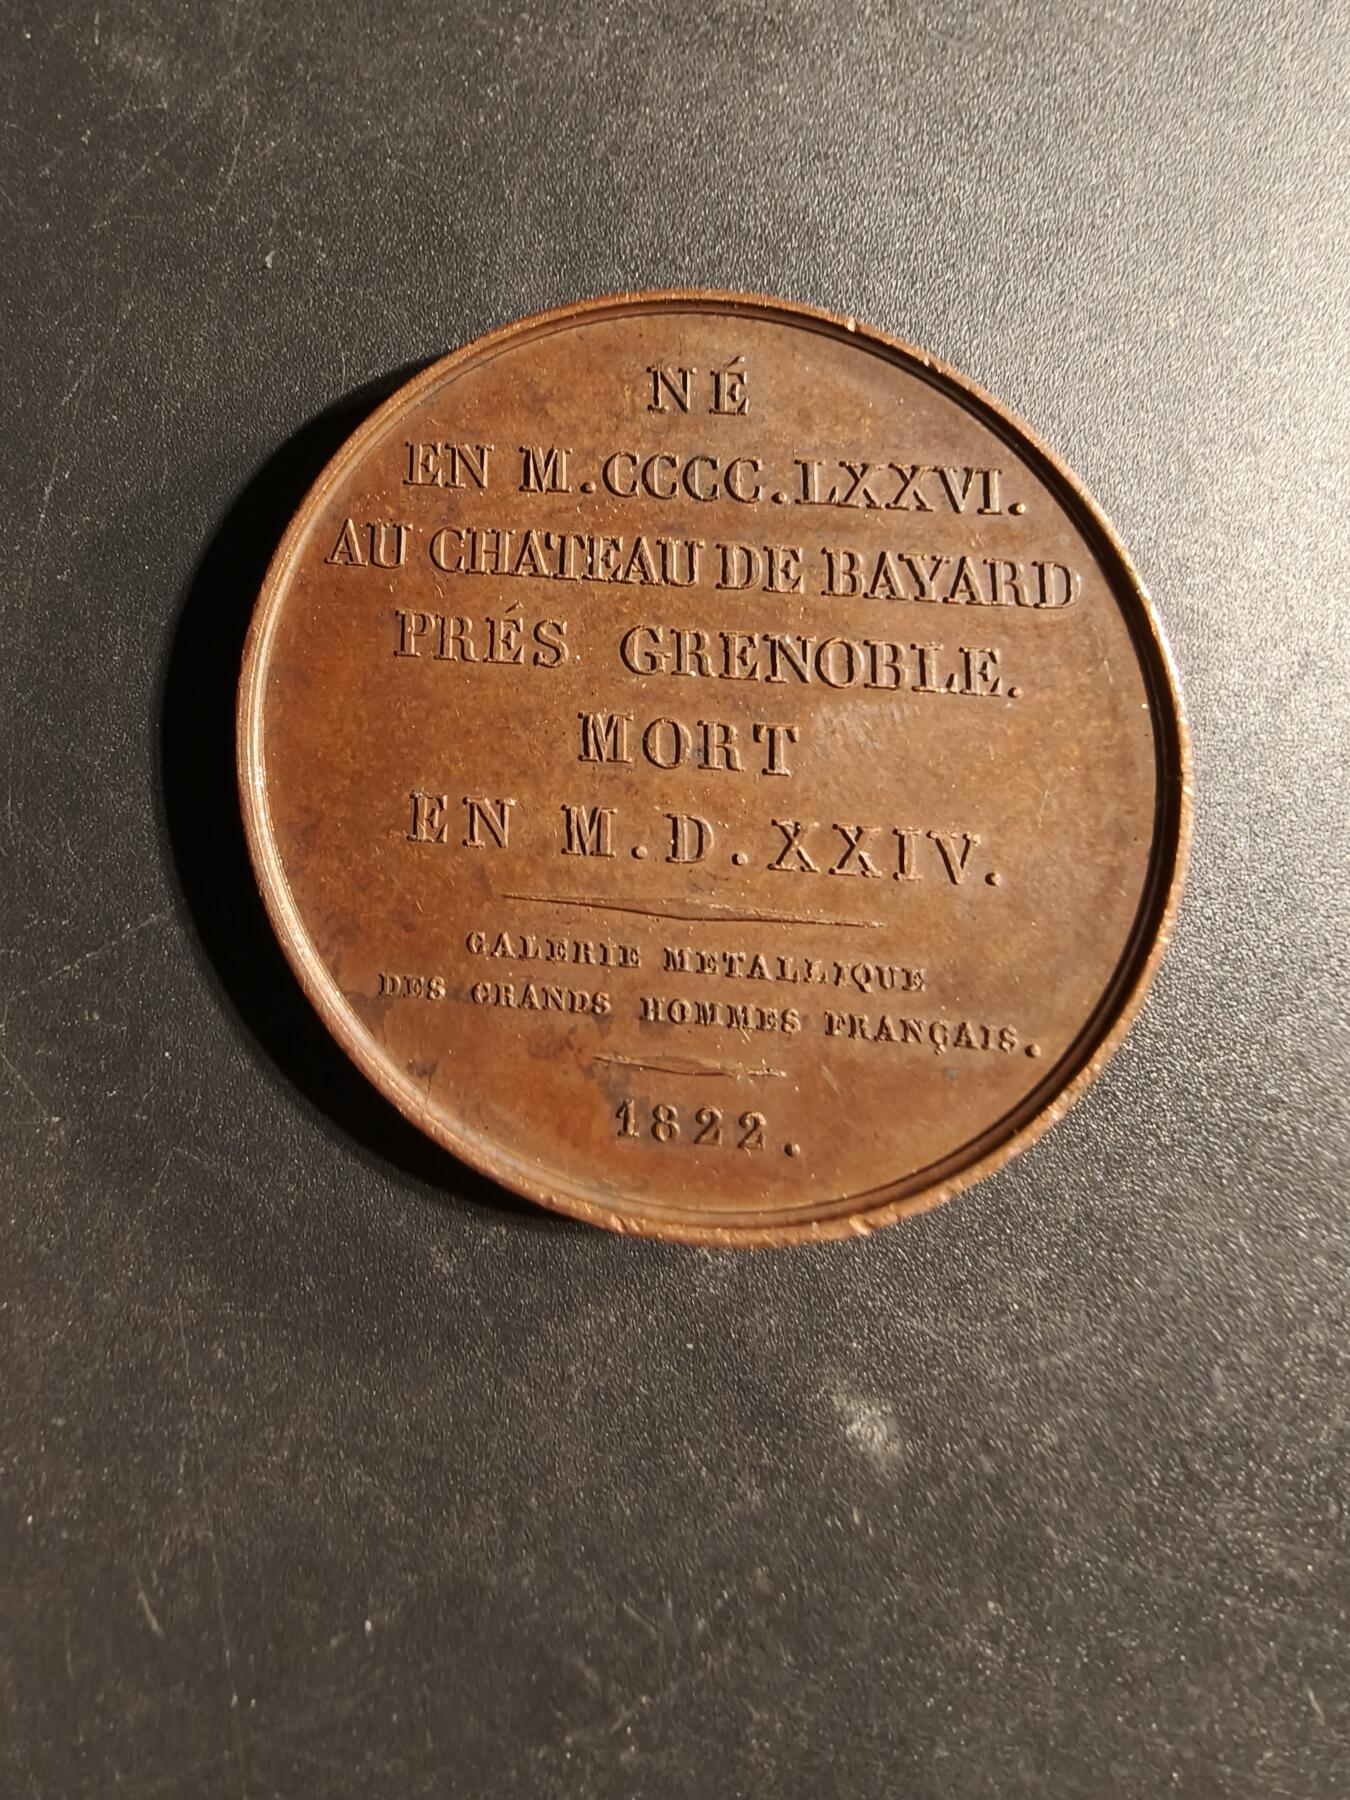 NÉ
EN M.CCCC.LXXVI.
AU CHATEAU DE BAYARD
PRÉS GRENOBLE.
MORT
EN M.D.XXIV.
GALERIE METALLIQUE
DES GRANDS HOMMES FRANÇAIS.
1822.